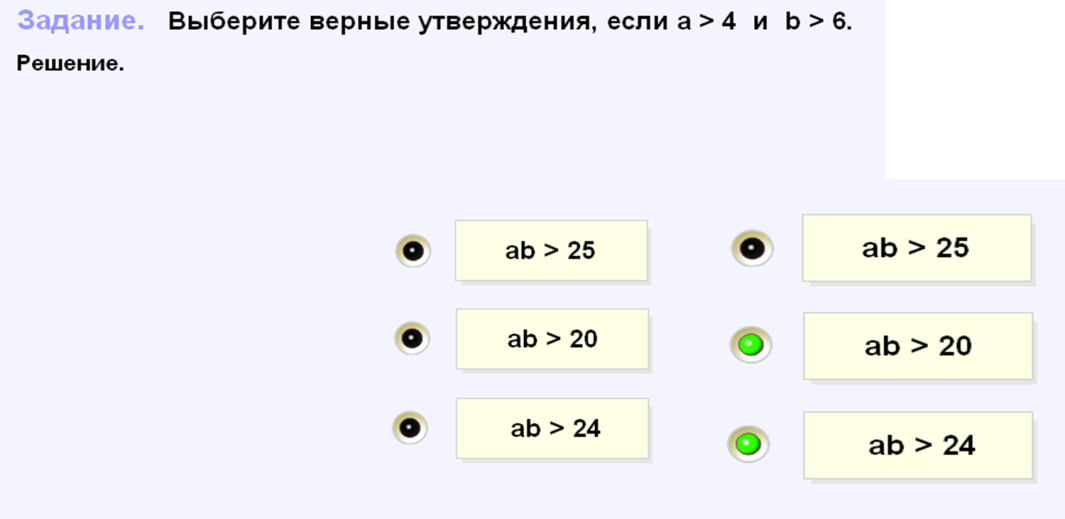 Задание. Выберите верные утверждения, если a > 4 и b > 6.
Решение.
ab > 25
ab > 20
ab > 24
ab > 25
ab > 20
ab > 24